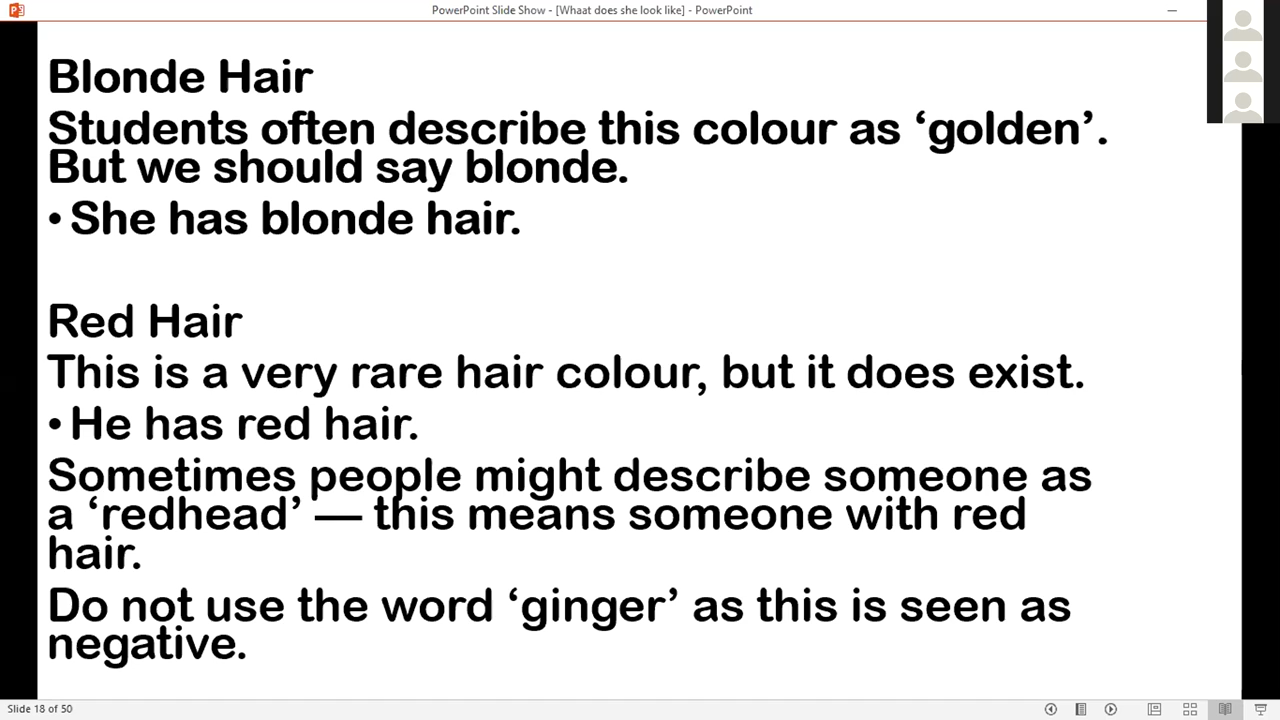 PowerPoint Slide Show - [Whaat does she look like] - PowerPoint
Blonde Hair
Students often describe this colour as ‘golden’.
But we should say blonde.
• She has blonde hair.
Red Hair
This is a very rare hair colour, but it does exist.
• He has red hair.
Sometimes people might describe someone as
a ‘redhead’ — this means someone with red
hair.
Do not use the word ‘ginger’ as this is seen as
negative.
Slide 18 of 50